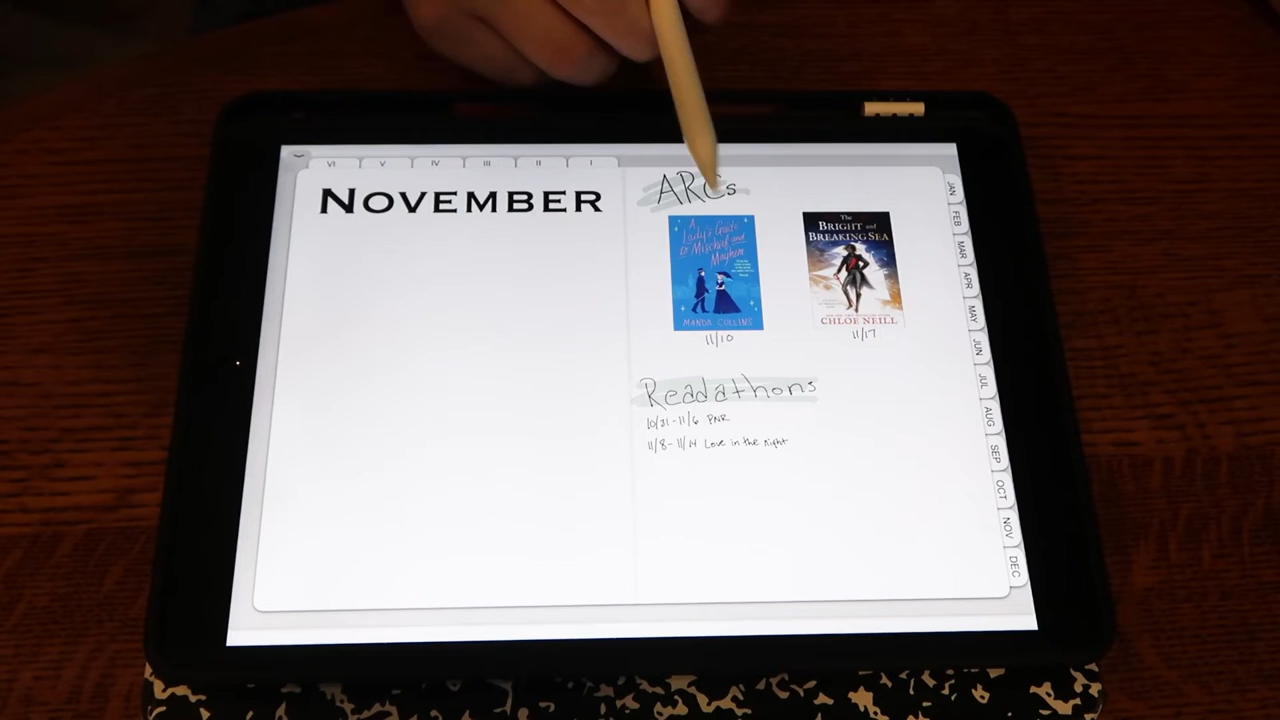 VI V IV III II I
NOVEMBER
ARCs
A Lady's Guide to Mischief and Mayhem
MANDA COLLINS
11/10
The
BRIGHT and
BREAKING SEA
CHLOE NEILL
11/17
Readathons
10/31-11/6 PNR
11/8-11/14 Love in the night
JAN
FEB
MAR
APR
MAY
JUN
JUL
AUG
SEP
OCT
NOV
DEC